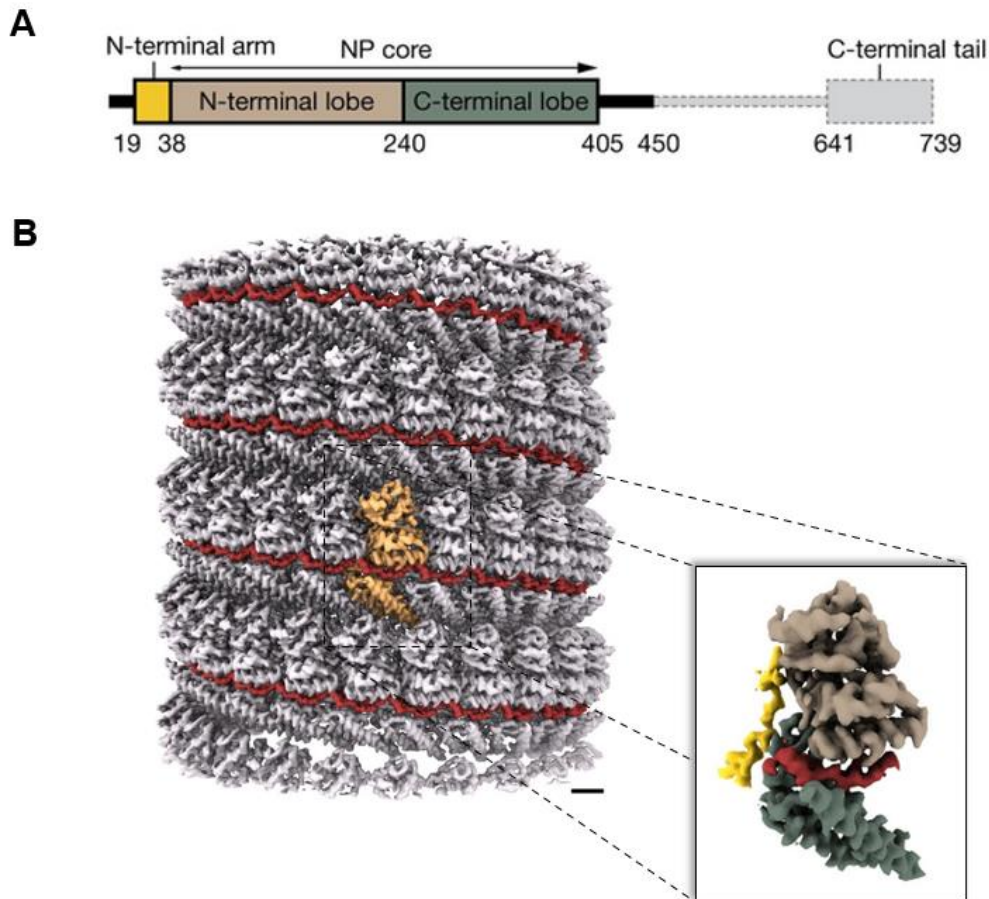 A
N-terminal arm NP core C-terminal tail
N-terminal lobe C-terminal lobe
19 38 240 405 450 641 739
B